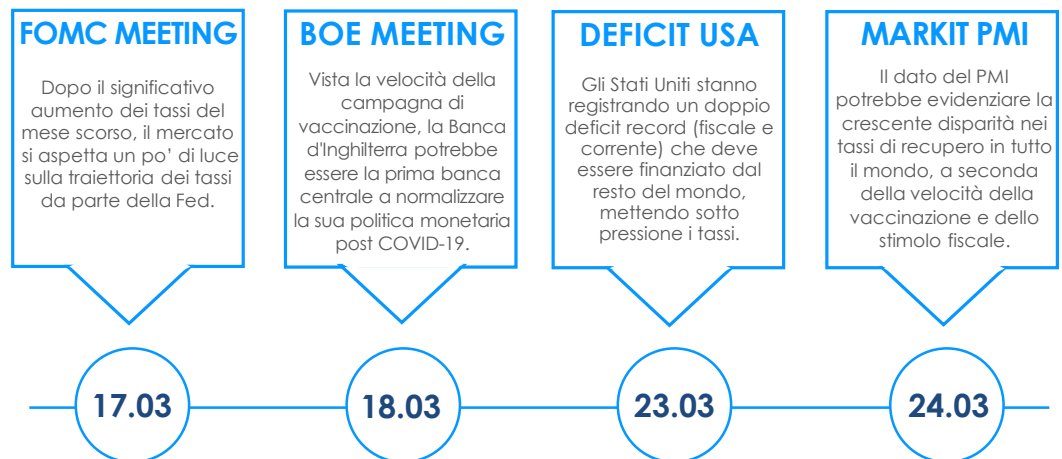 FOMC MEETING
Dopo il significativo
aumento dei tassi del
mese scorso, il mercato
si aspetta un po' di luce
sulla traiettoria dei tassi
da parte della Fed.
17.03
BOE MEETING
Vista la velocità della
campagna di
vaccinazione, la Banca
d'Inghilterra potrebbe
essere la prima banca
centrale a normalizzare
la sua politica monetaria
post COVID-19.
18.03
DEFICIT USA
Gli Stati Uniti stanno
registrando un doppio
deficit record (fiscale e
corrente) che deve
essere finanziato dal
resto del mondo,
mettendo sotto
pressione i tassi.
23.03
MARKIT PMI
Il dato del PMI
potrebbe evidenziare la
crescente disparità nei
tassi di recupero in tutto
il mondo, a seconda
della velocità della
vaccinazione e dello
stimolo fiscale.
24.03